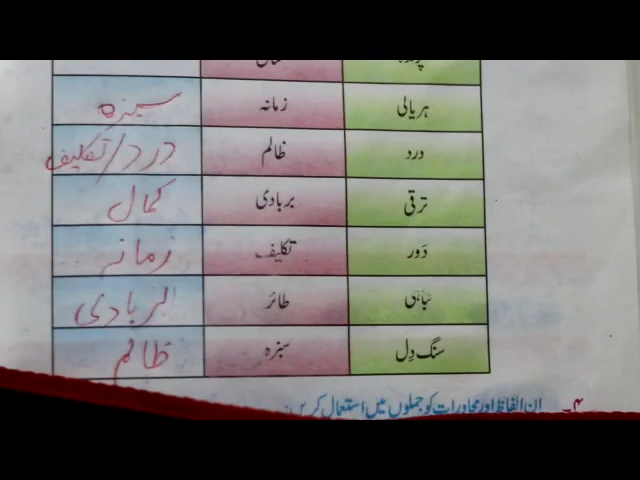 ہریالی زمانہ سبزہ
درد ظالم درد/تکلیف
ترقی بربادی کمال
دَور تکلیف زمانہ
تباہی طائر بربادی
سنگ دِل سبزہ ظالم
۴۔ ان الفاظ اور محاورات کو جملوں میں استعمال کریں: